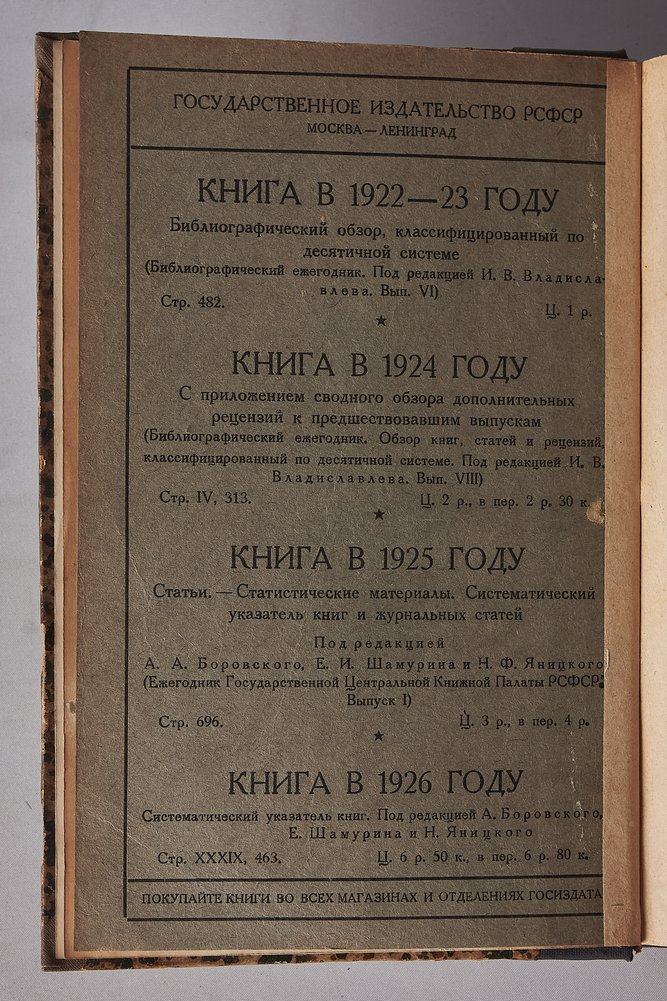 ГОСУДАРСТВЕННОЕ ИЗДАТЕЛЬСТВО РСФСР
МОСКВА — ЛЕНИНГРАД
КНИГА В 1922—23 ГОДУ
Библиографический обзор, классифицированный по
десятичной системе
(Библиографический ежегодник. Под редакцией И. В. Владисла-
влева. Вып. VI)
Стр. 482. Ц. 1 р.
★
КНИГА В 1924 ГОДУ
С приложением сводного обзора дополнительных
рецензий к предшествовавшим выпускам
(Библиографический ежегодник. Обзор книг, статей и рецензий,
классифицированный по десятичной системе. Под редакцией И. В.
Владиславлева. Вып. VIII)
Стр. IV, 313. Ц. 2 р., в пер. 2 р. 30 к.
★
КНИГА В 1925 ГОДУ
Статьи. — Статистические материалы. Систематический
указатель книг и журнальных статей
Под редакцией
А. А. Боровского, Е. И. Шамурина и Н. Ф. Яницкого
(Ежегодник Государственной Центральной Книжной Палаты РСФСР.
Выпуск I)
Стр. 696. Ц. 3 р., в пер. 4 р.
★
КНИГА В 1926 ГОДУ
Систематический указатель книг. Под редакцией А. Боровского,
Е. Шамурина и Н. Яницкого
Стр. XXXIX, 463. Ц. 6 р. 50 к., в пер. 6 р. 80 к.
ПОКУПАЙТЕ КНИГИ ВО ВСЕХ МАГАЗИНАХ И ОТДЕЛЕНИЯХ ГОСИЗДАТА